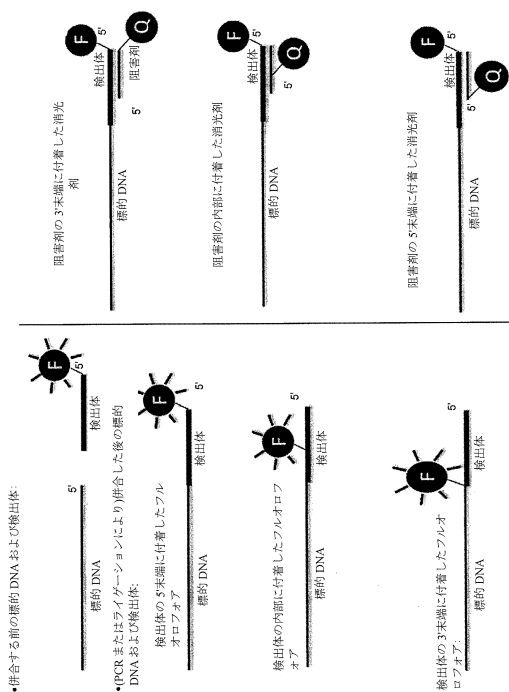 •併合する前の標的 DNA および検出体:
F
5'
5'
標的 DNA
検出体
•(PCR またはライゲーションにより)併合した後の標的
DNA および検出体:
検出体の 5'末端に付着したフル
オロフォア
F
5'
標的 DNA
検出体
検出体の内部に付着したフルオロフ
ォア
F
5'
標的 DNA
検出体
検出体の 3'末端に付着したフルオ
ロフォア:
F
5'
標的 DNA
検出体
阻害剤の 3'末端に付着した消光
剤
F
5'
検出体
標的 DNA
5'
阻害剤
Q
阻害剤の内部に付着した消光剤
F
5'
検出体
標的 DNA
5'
Q
阻害剤の 5'末端に付着した消光剤
F
5'
検出体
標的 DNA
5'
Q